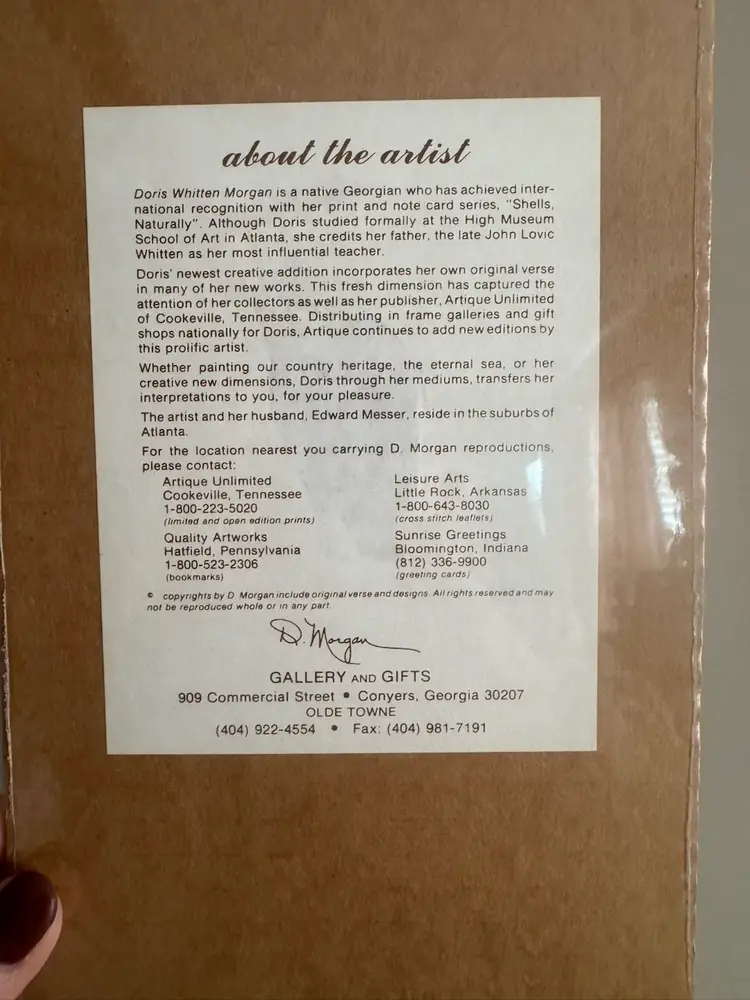 about the artist
Doris Whitten Morgan is a native Georgian who has achieved inter-
national recognition with her print and note card series, "Shells,
Naturally". Although Doris studied formally at the High Museum
School of Art in Atlanta, she credits her father, the late John Lovic
Whitten as her most influential teacher.
Doris' newest creative addition incorporates her own original verse
in many of her new works. This fresh dimension has captured the
attention of her collectors as well as her publisher, Artique Unlimited
of Cookeville, Tennessee. Distributing in frame galleries and gift
shops nationally for Doris, Artique continues to add new editions by
this prolific artist.
Whether painting our country heritage, the eternal sea, or her
creative new dimensions, Doris through her mediums, transfers her
interpretations to you, for your pleasure.
The artist and her husband, Edward Messer, reside in the suburbs of
Atlanta.
For the location nearest you carrying D. Morgan reproductions,
please contact:
Artique Unlimited
Cookeville, Tennessee
1-800-223-5020
(limited and open edition prints)
Leisure Arts
Little Rock, Arkansas
1-800-643-8030
(cross stitch leaflets)
Quality Artworks
Hatfield, Pennsylvania
1-800-523-2306
(bookmarks)
Sunrise Greetings
Bloomington, Indiana
(812) 336-9900
(greeting cards)
© copyrights by D. Morgan include original verse and designs. All rights reserved and may
not be reproduced whole or in any part.
D. Morgan
GALLERY AND GIFTS
909 Commercial Street • Conyers, Georgia 30207
OLDE TOWNE
(404) 922-4554 • Fax: (404) 981-7191